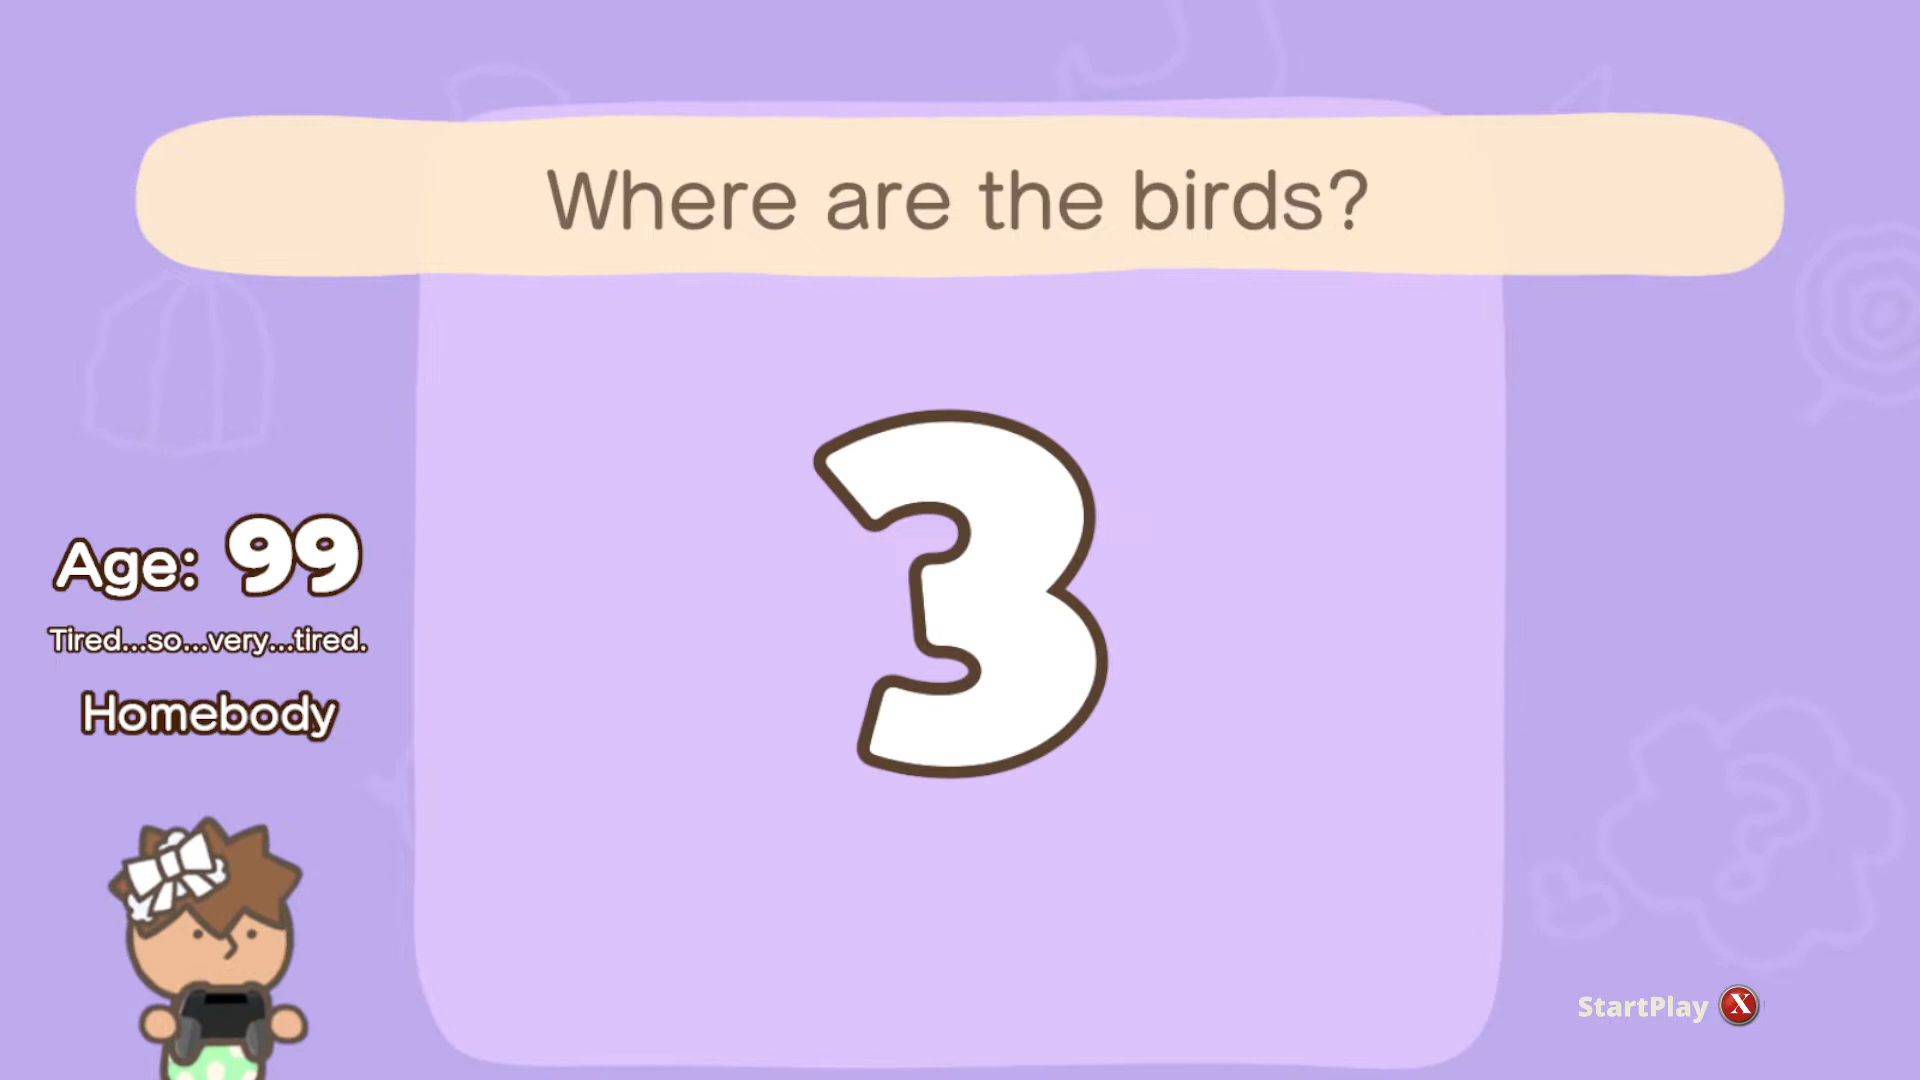 Where are the birds?
3
Age: 99
Tired...so...very...tired.
Homebody
StartPlay X